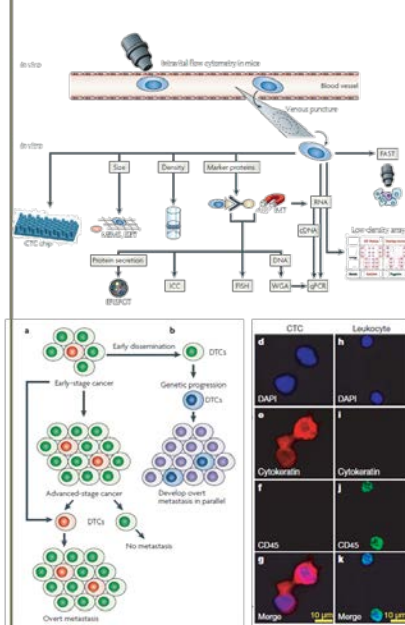 In vivo
Intravital flow cytometry in mice
Blood vessel
Venous puncture
In vitro
FAST
Size
Density
Marker proteins
IMT
RNA
cDNA
CTC chip
MEMS, ISET
Low-density array
Protein secretion
DNA
EPISPOT
ICC
FISH
WGA
qPCR
a
b
Early dissemination
DTCs
Early-stage cancer
Genetic progression
DTCs
Advanced-stage cancer
Develop overt
metastasis in parallel
DTCs
No metastasis
Overt metastasis
CTC
Leukocyte
d
h
DAPI
DAPI
e
i
Cytokeratin
Cytokeratin
f
j
CD45
CD45
g
k
Merge
10 µm
Merge
10 µm